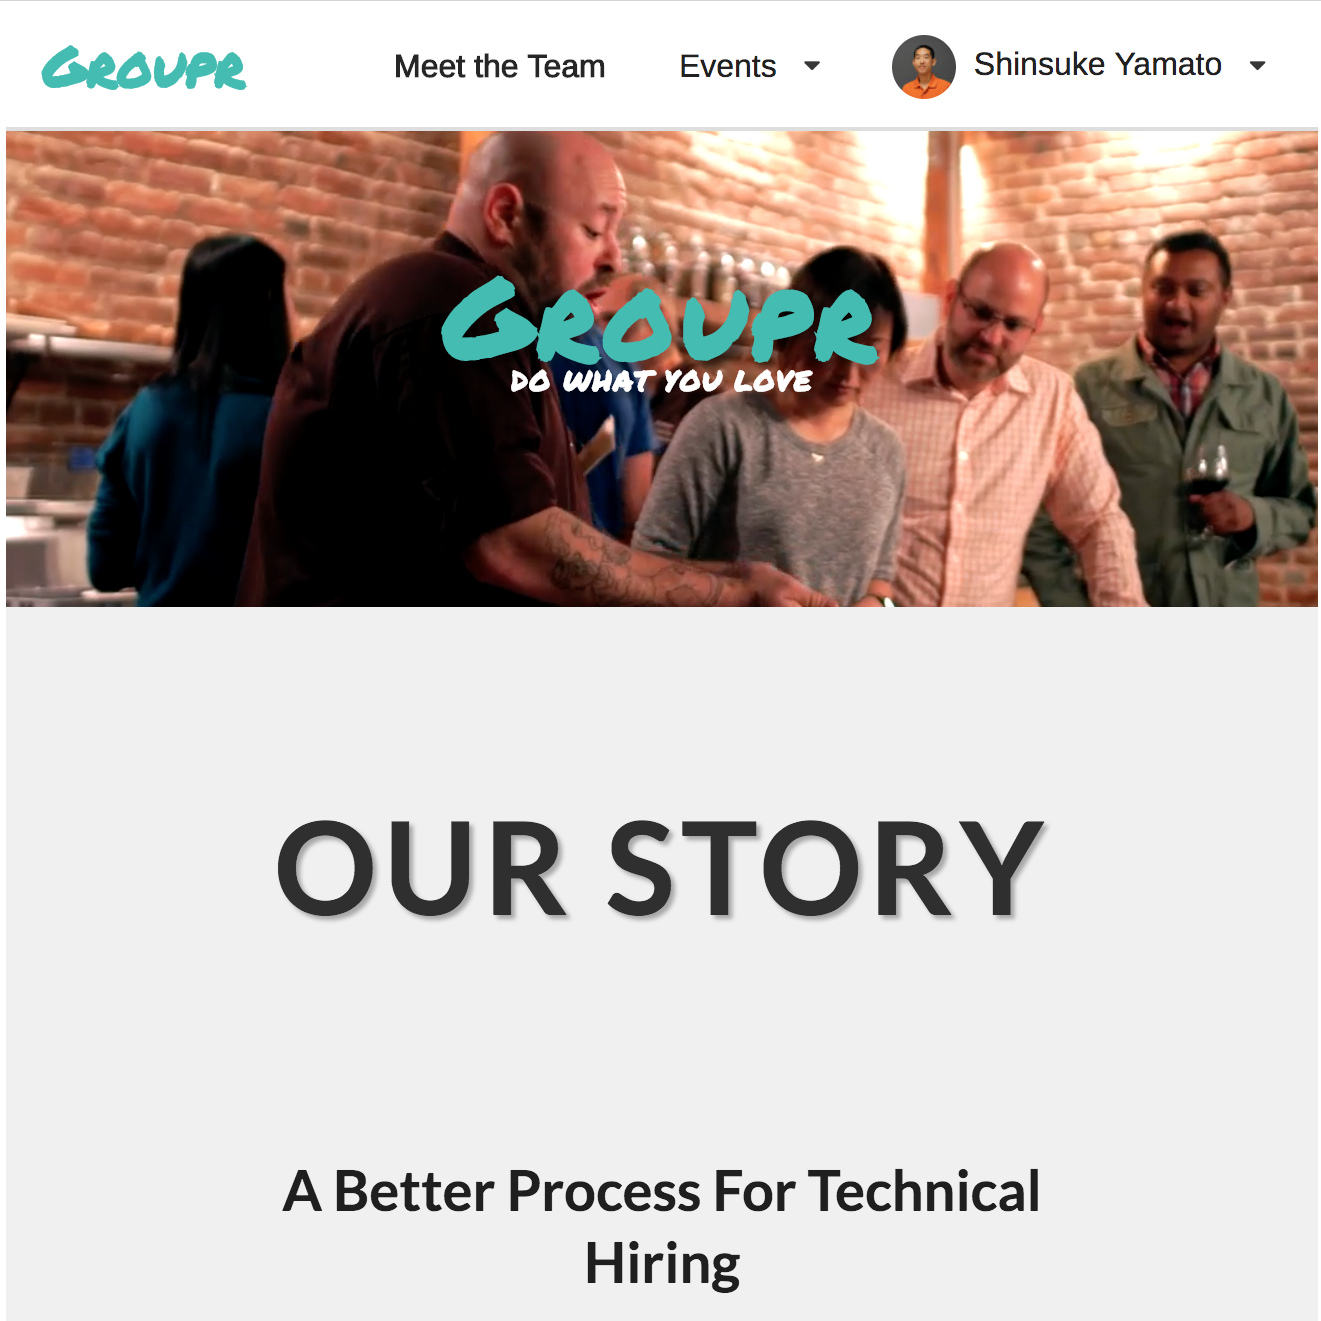 GROUPR
Meet the Team
Events
Shinsuke Yamato
GROUPR
DO WHAT YOU LOVE
OUR STORY
A Better Process For Technical
Hiring